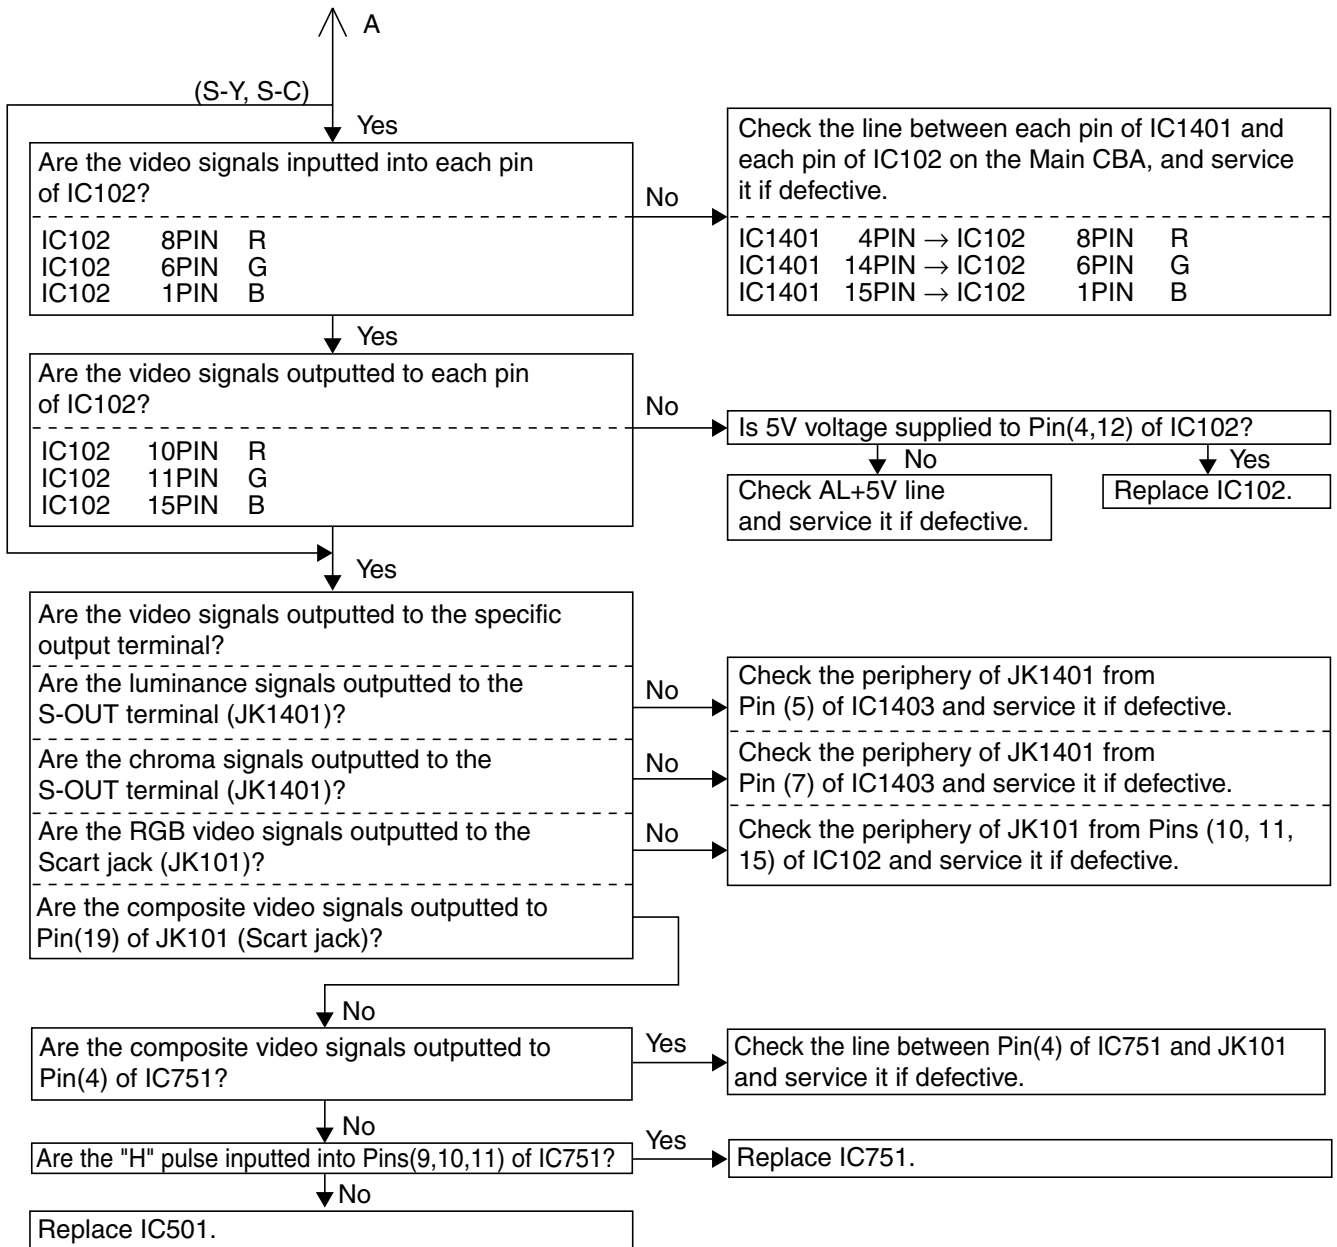 A
(S-Y, S-C)
Yes
Are the video signals inputted into each pin
of IC102?
IC102 8PIN R
IC102 6PIN G
IC102 1PIN B
No
Check the line between each pin of IC1401 and
each pin of IC102 on the Main CBA, and service
it if defective.
IC1401 4PIN → IC102 8PIN R
IC1401 14PIN → IC102 6PIN G
IC1401 15PIN → IC102 1PIN B
Yes
Are the video signals outputted to each pin
of IC102?
IC102 10PIN R
IC102 11PIN G
IC102 15PIN B
No
Is 5V voltage supplied to Pin(4,12) of IC102?
No
Check AL+5V line
and service it if defective.
Yes
Replace IC102.
Yes
Are the video signals outputted to the specific
output terminal?
Are the luminance signals outputted to the
S-OUT terminal (JK1401)?
No
Check the periphery of JK1401 from
Pin (5) of IC1403 and service it if defective.
Are the chroma signals outputted to the
S-OUT terminal (JK1401)?
No
Check the periphery of JK1401 from
Pin (7) of IC1403 and service it if defective.
Are the RGB video signals outputted to the
Scart jack (JK101)?
No
Check the periphery of JK101 from Pins (10, 11,
15) of IC102 and service it if defective.
Are the composite video signals outputted to
Pin(19) of JK101 (Scart jack)?
No
Are the composite video signals outputted to
Pin(4) of IC751?
Yes
Check the line between Pin(4) of IC751 and JK101
and service it if defective.
No
Are the "H" pulse inputted into Pins(9,10,11) of IC751?
Yes
Replace IC751.
No
Replace IC501.